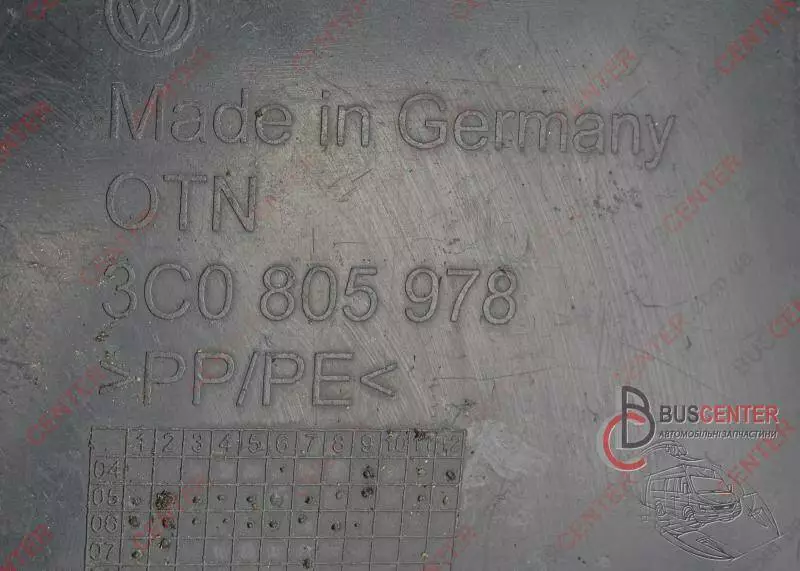 Made in Germany
OTN
3C0 805 978
>PP/PE<
1 2 3 4 5 6 7 8 9 10 11 12
04
05
06
07
BUSCENTER
АВТОМОБІЛЬНІ ЗАПЧАСТИНИ